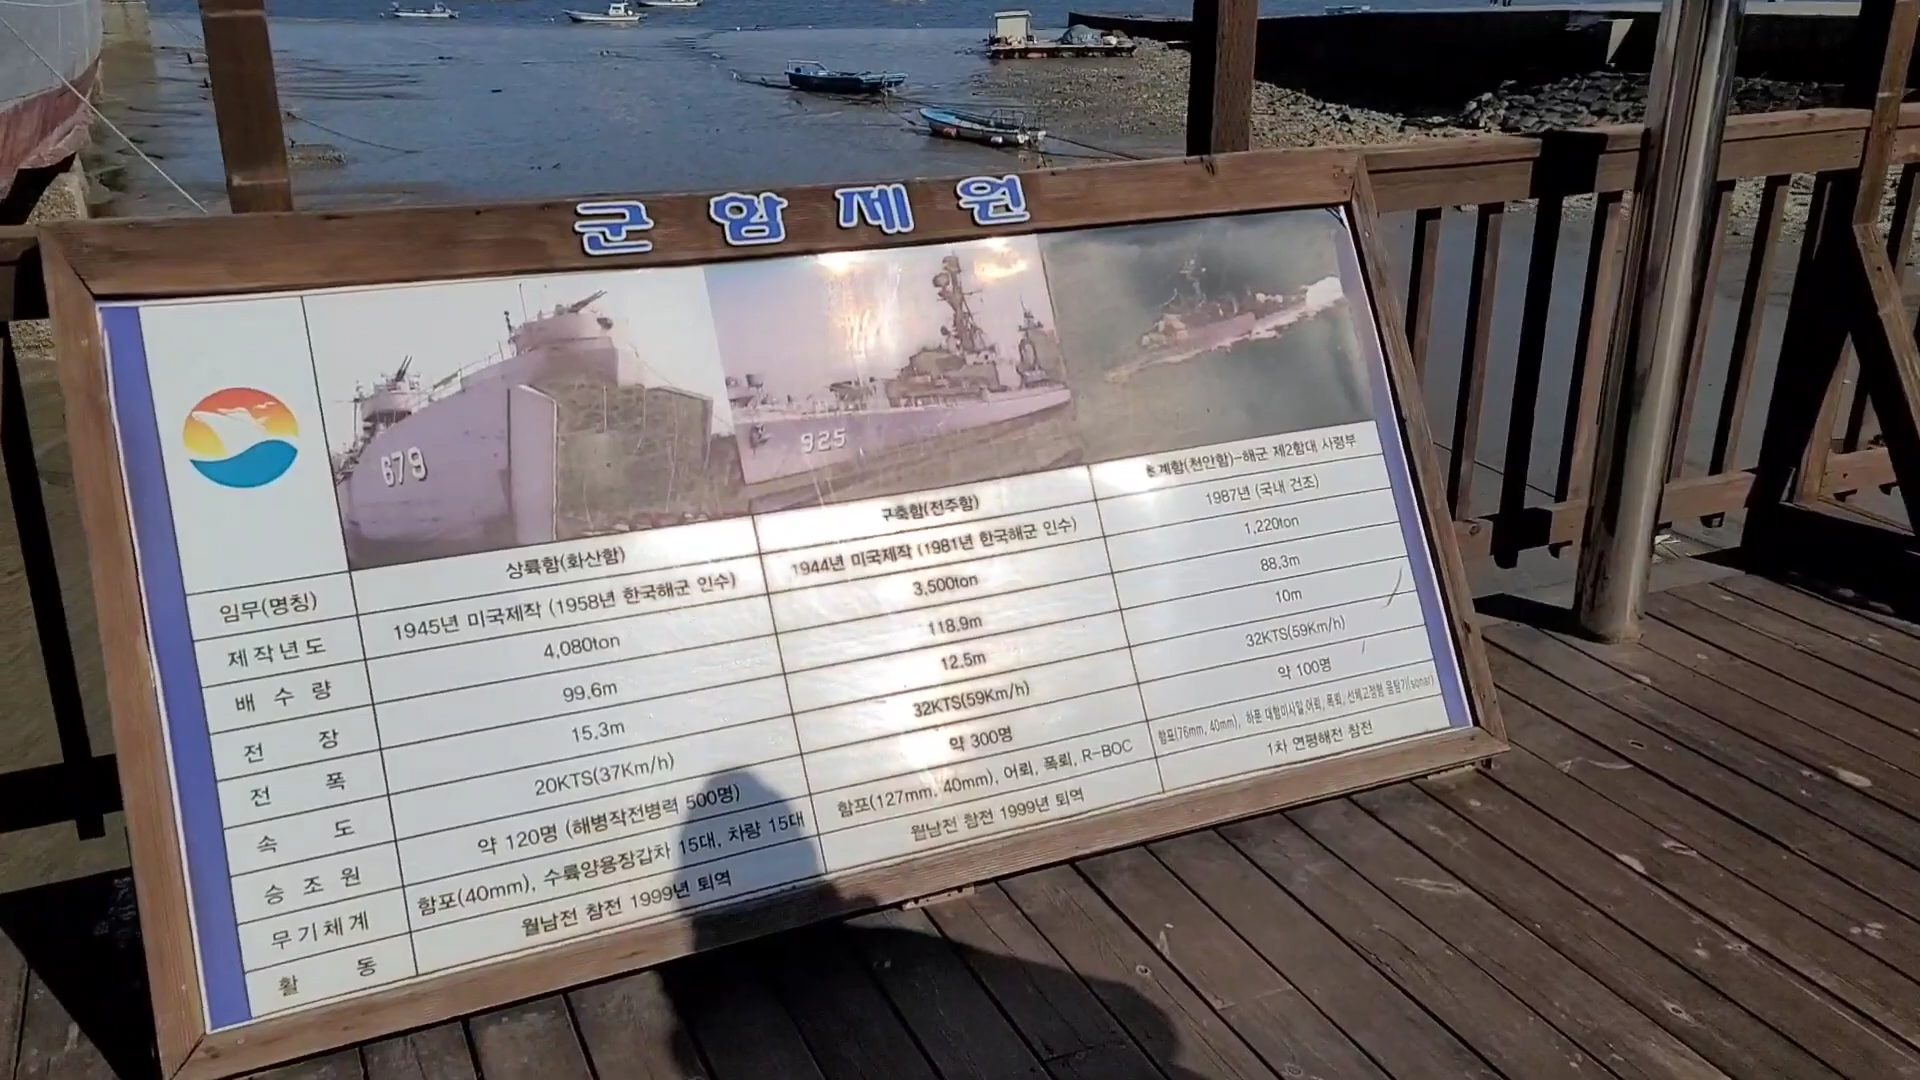 군함제원
679
925
임무(명칭) 상륙함(화산함) 구축함(전주함) 초계함(천안함)-해군 제2함대 사령부
제작년도 1945년 미국제작 (1958년 한국해군 인수) 1944년 미국제작 (1981년 한국해군 인수) 1987년 (국내 건조)
배수량 4,080ton 3,500ton 1,220ton
전장 99.6m 118.9m 88.3m
전폭 15.3m 12.5m 10m
속도 20KTS(37Km/h) 32KTS(59Km/h) 32KTS(59Km/h)
승조원 약 120명 (해병작전병력 500명) 약 300명 약 100명
무기체계 함포(40mm), 수륙양용장갑차 15대, 차량 15대 함포(127mm, 40mm), 어뢰, 폭뢰, R-BOC 함포(76mm, 40mm), 하푼 대함미사일,어뢰, 폭뢰, 선체고정형 음탐기(sonar)
활동 월남전 참전 1999년 퇴역 월남전 참전 1999년 퇴역 1차 연평해전 참전